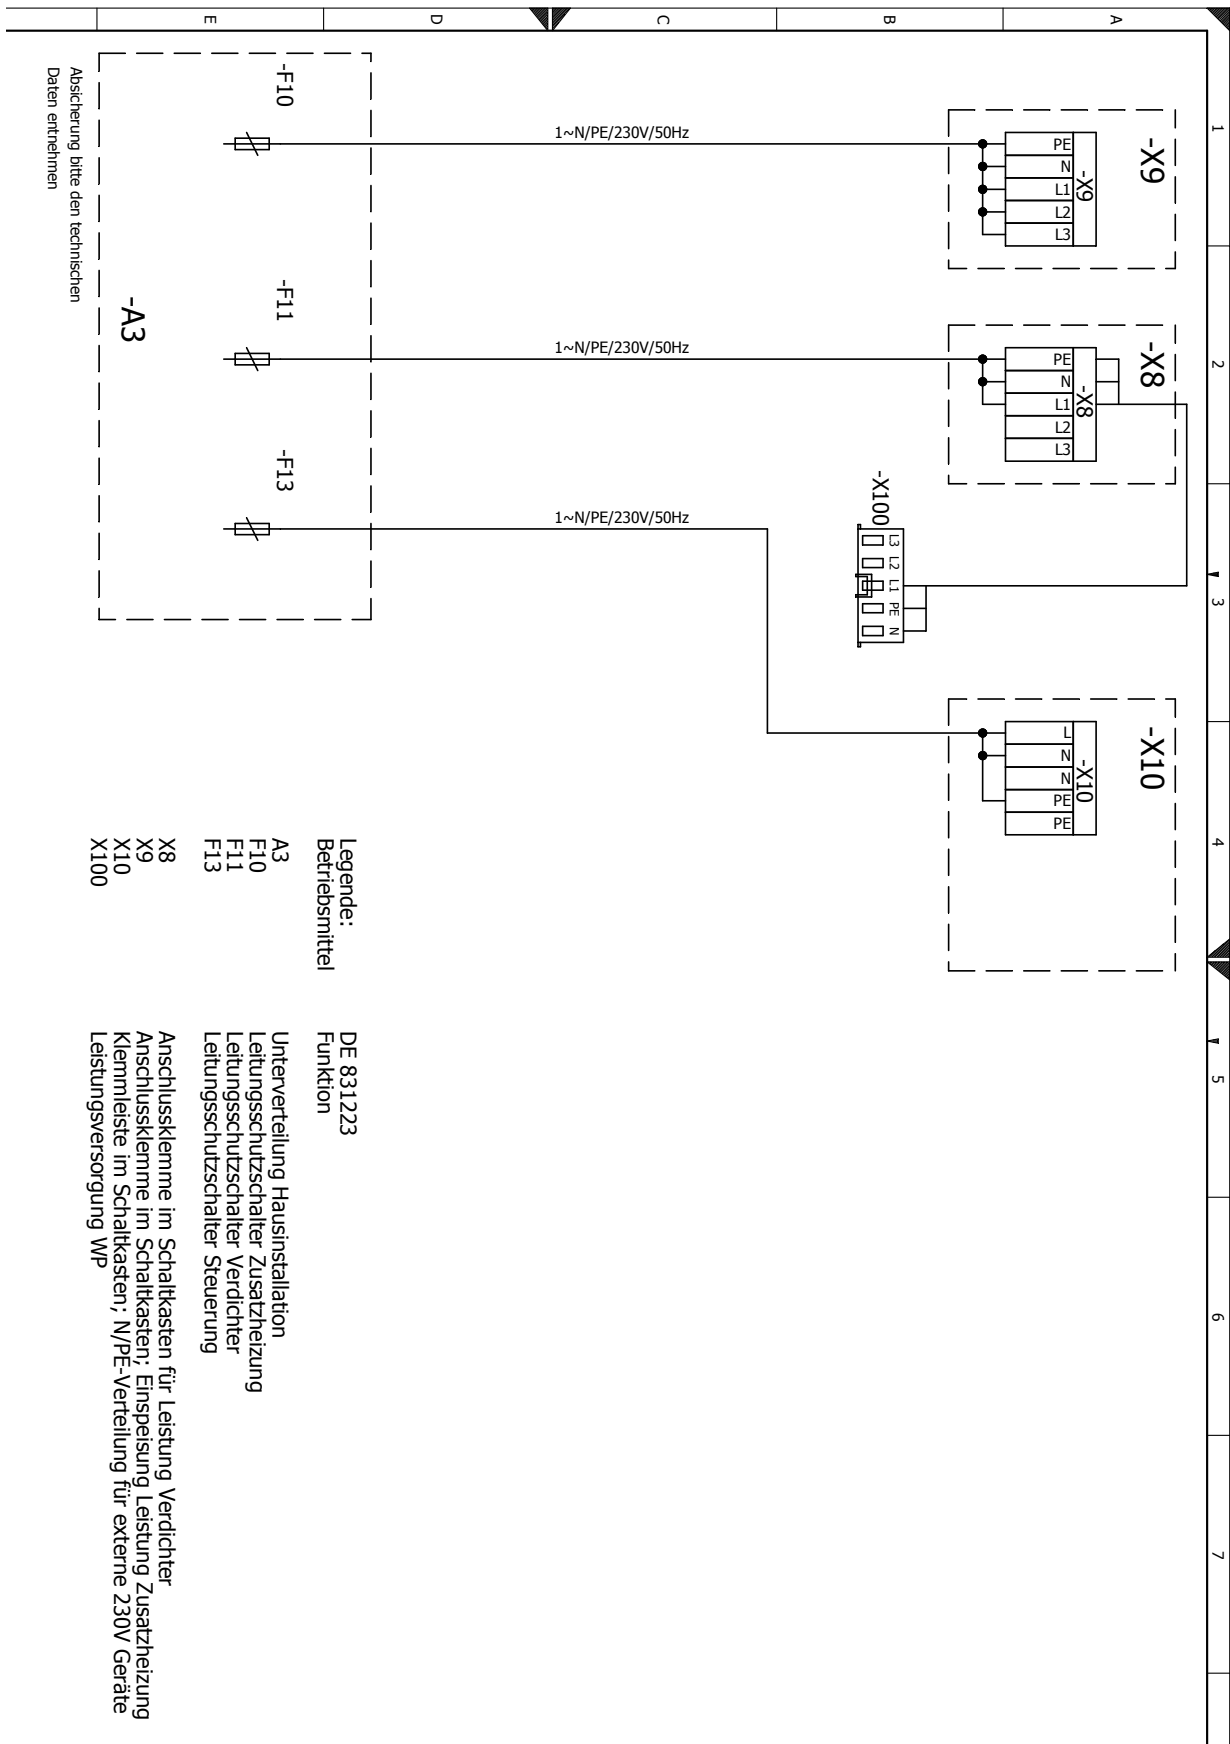 1
2
3
4
5
6
7
A
B
C
D
E
-X9
-X9
PE
N
L1
L2
L3
-X8
-X8
PE
N
L1
L2
L3
-X100
L3
L2
L1
PE
N
-X10
-X10
L
N
N
PE
PE
1~N/PE/230V/50Hz
1~N/PE/230V/50Hz
1~N/PE/230V/50Hz
-F10
-F11
-F13
-A3
Absicherung bitte den technischen
Daten entnehmen
Legende: DE 831223
Betriebsmittel Funktion
A3 Unterverteilung Hausinstallation
F10 Leitungsschutzschalter Zusatzheizung
F11 Leitungsschutzschalter Verdichter
F13 Leitungsschutzschalter Steuerung
X8 Anschlussklemme im Schaltkasten für Leistung Verdichter
X9 Anschlussklemme im Schaltkasten; Einspeisung Leistung Zusatzheizung
X10 Klemmleiste im Schaltkasten; N/PE-Verteilung für externe 230V Geräte
X100 Leistungsversorgung WP